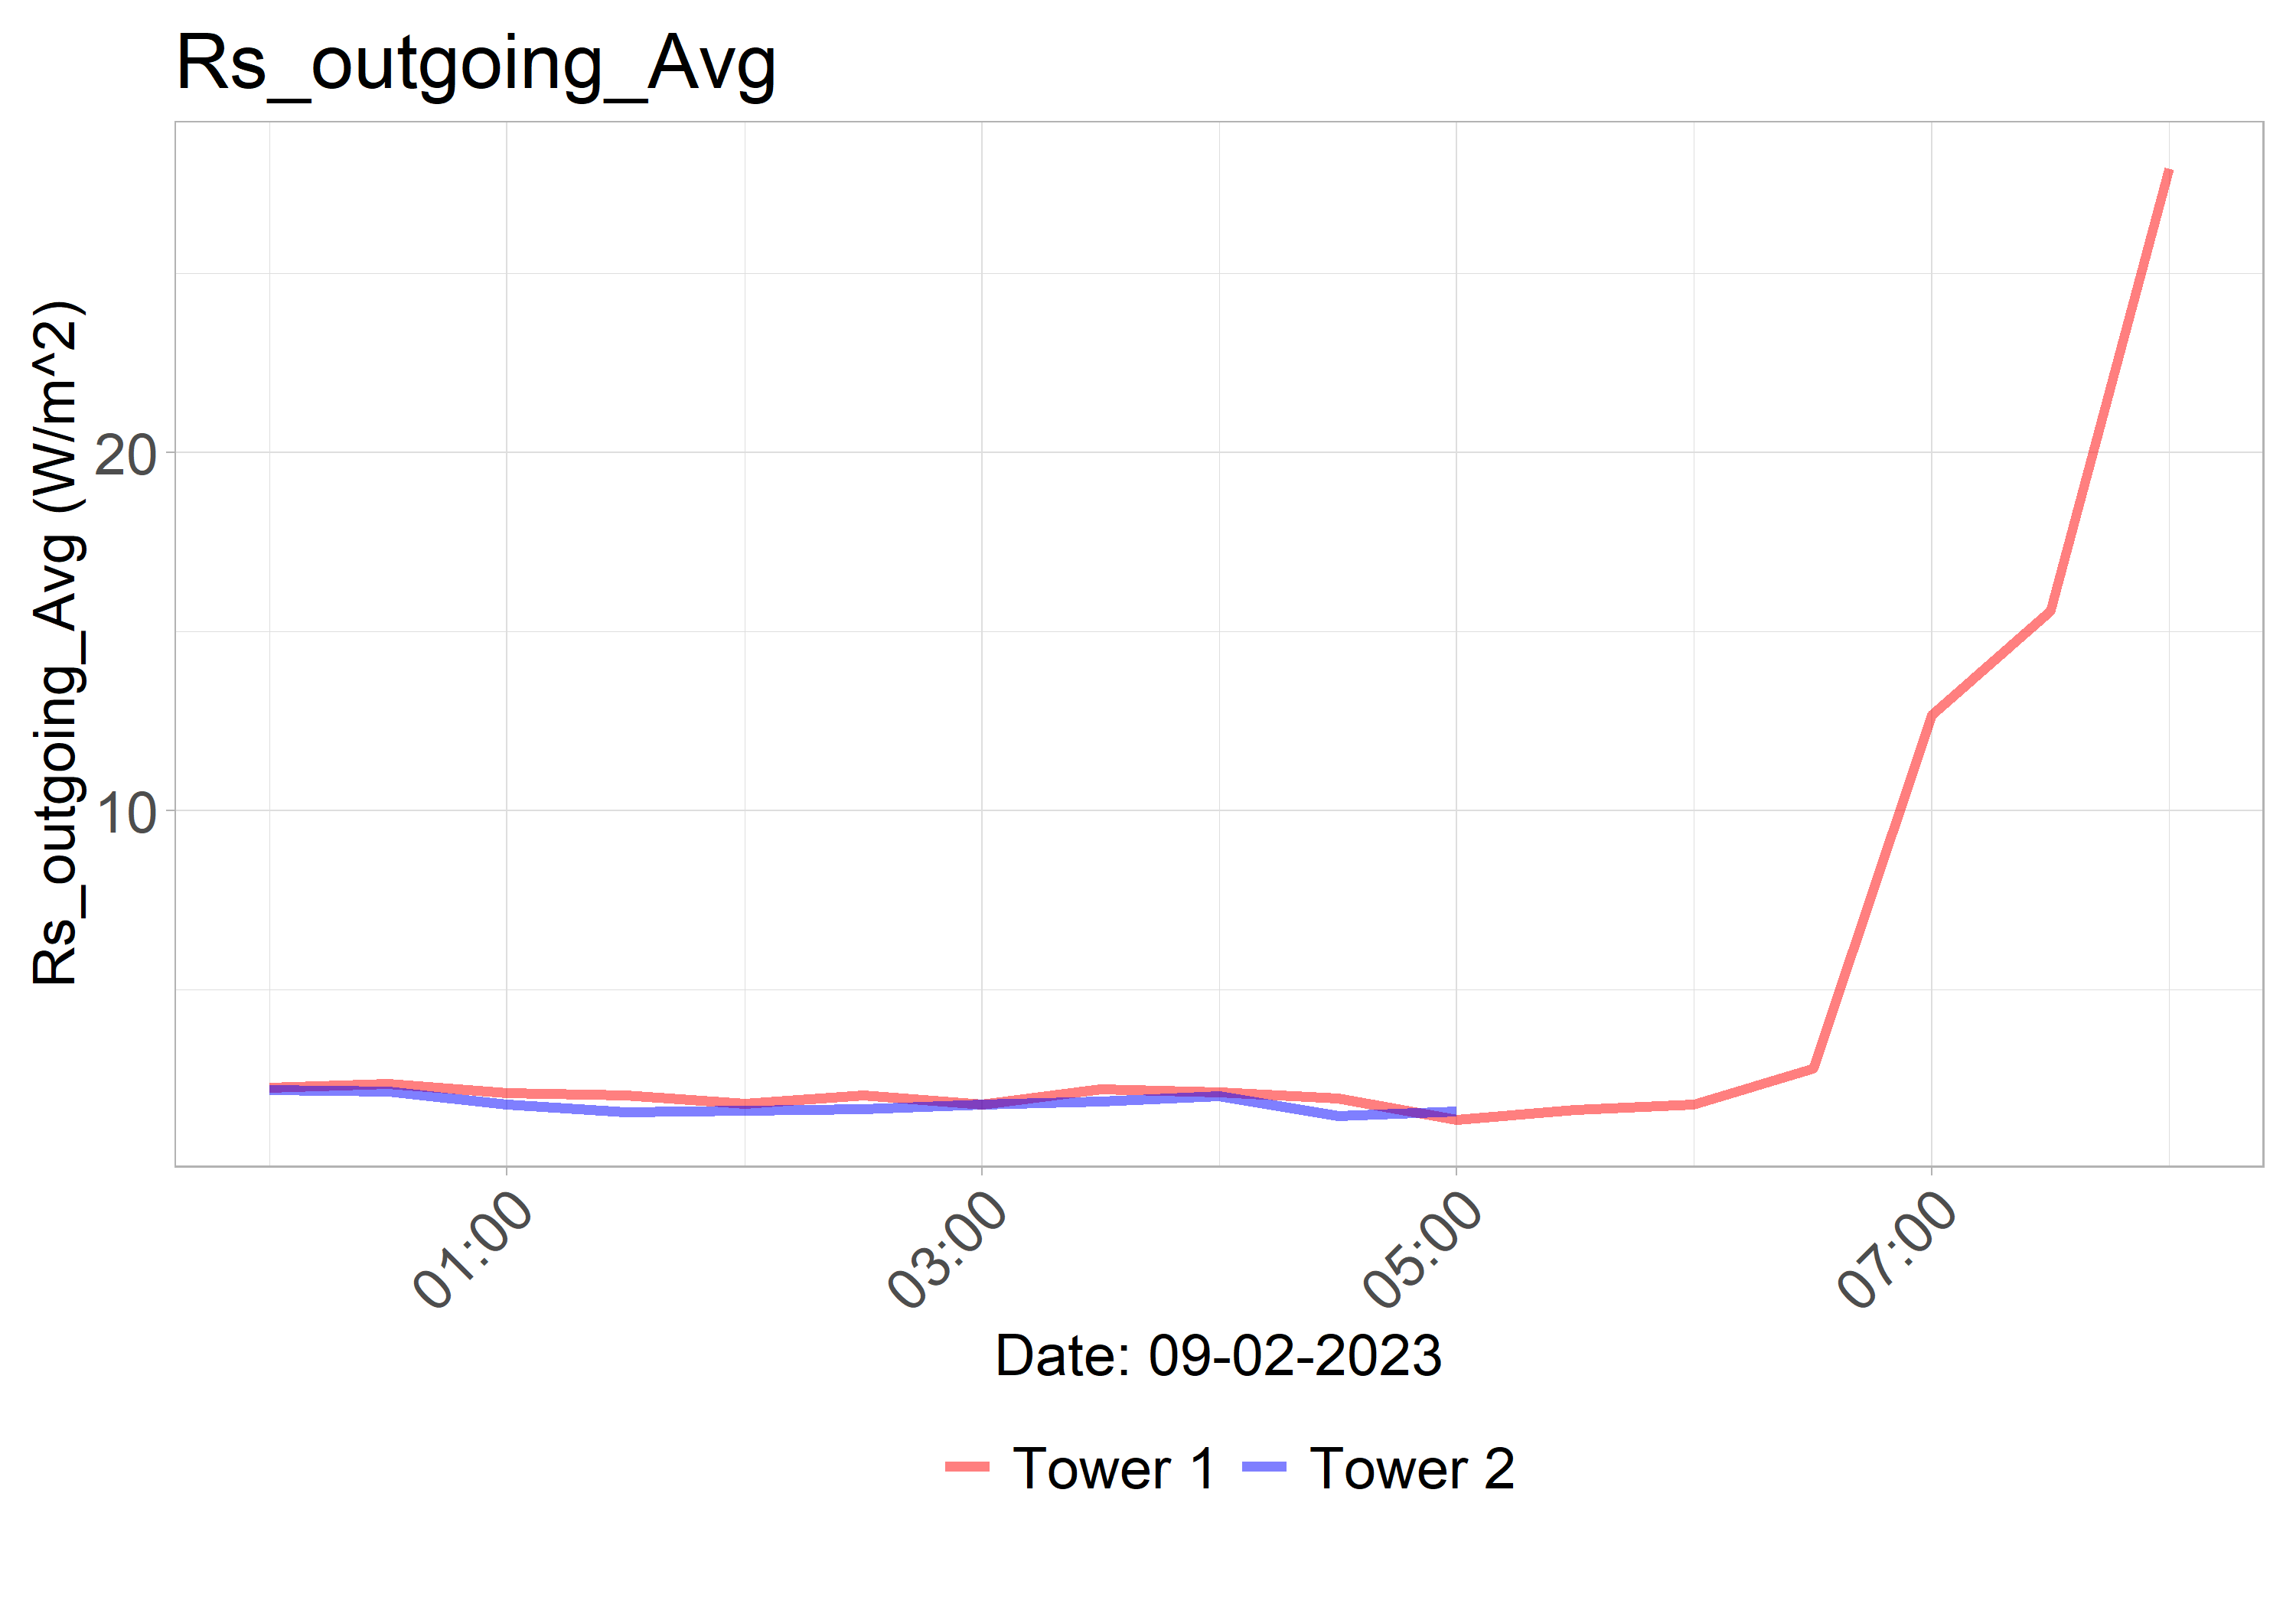 Rs_outgoing_Avg
Rs_outgoing_Avg (W/m^2)
20
10
01:00
03:00
05:00
07:00
Date: 09-02-2023
Tower 1
Tower 2